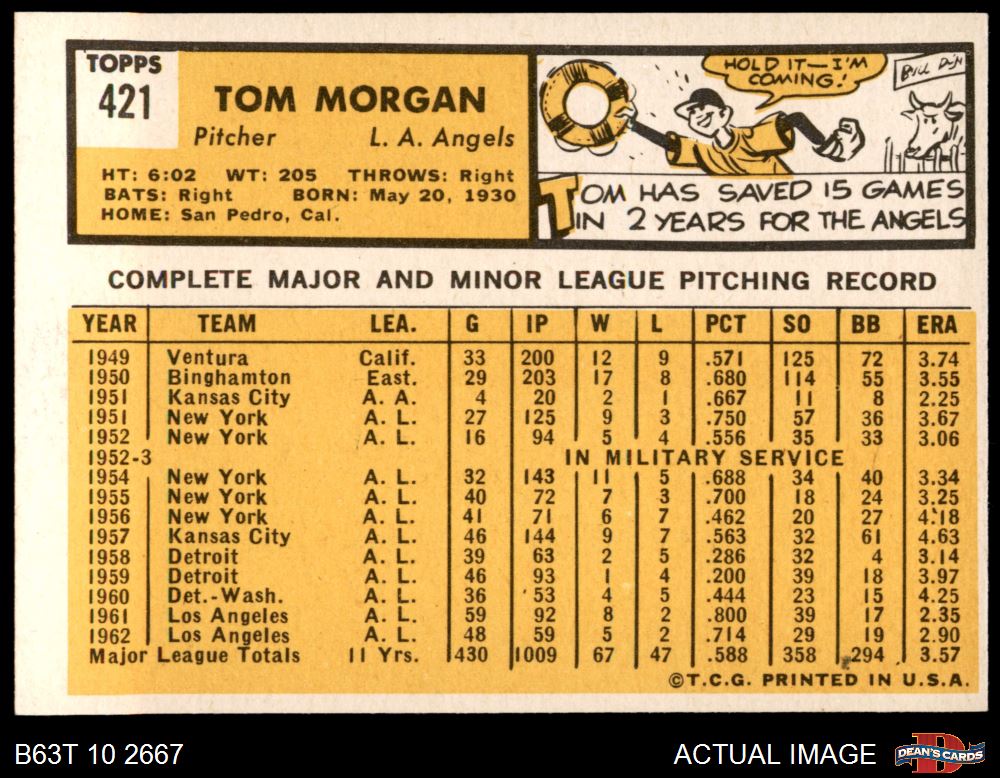 TOPPS
421
TOM MORGAN
Pitcher L. A. Angels
HT: 6:02 WT: 205 THROWS: Right
BATS: Right BORN: May 20, 1930
HOME: San Pedro, Cal.
HOLD IT—I'M
COMING!
BULL PEN
TOM HAS SAVED 15 GAMES
IN 2 YEARS FOR THE ANGELS
COMPLETE MAJOR AND MINOR LEAGUE PITCHING RECORD
YEAR TEAM LEA. G IP W L PCT SO BB ERA
1949 Ventura Calif. 33 200 12 9 .571 125 72 3.74
1950 Binghamton East. 29 203 17 8 .680 114 55 3.55
1951 Kansas City A. A. 4 20 2 1 .667 11 8 2.25
1951 New York A. L. 27 125 9 3 .750 57 36 3.67
1952 New York A. L. 16 94 5 4 .556 35 33 3.06
1952-3 IN MILITARY SERVICE
1954 New York A. L. 32 143 11 5 .688 34 40 3.34
1955 New York A. L. 40 72 7 3 .700 18 24 3.25
1956 New York A. L. 41 71 6 7 .462 20 27 4.18
1957 Kansas City A. L. 46 144 9 7 .563 32 61 4.63
1958 Detroit A. L. 39 63 2 5 .286 32 4 3.14
1959 Detroit A. L. 46 93 1 4 .200 39 18 3.97
1960 Det.-Wash. A. L. 36 53 4 5 .444 23 15 4.25
1961 Los Angeles A. L. 59 92 8 2 .800 39 17 2.35
1962 Los Angeles A. L. 48 59 5 2 .714 29 19 2.90
Major League Totals 11 Yrs. 430 1009 67 47 .588 358 294 3.57
©T.C.G. PRINTED IN U.S.A.
B63T 10 2667 ACTUAL IMAGE DEAN'S CARDS